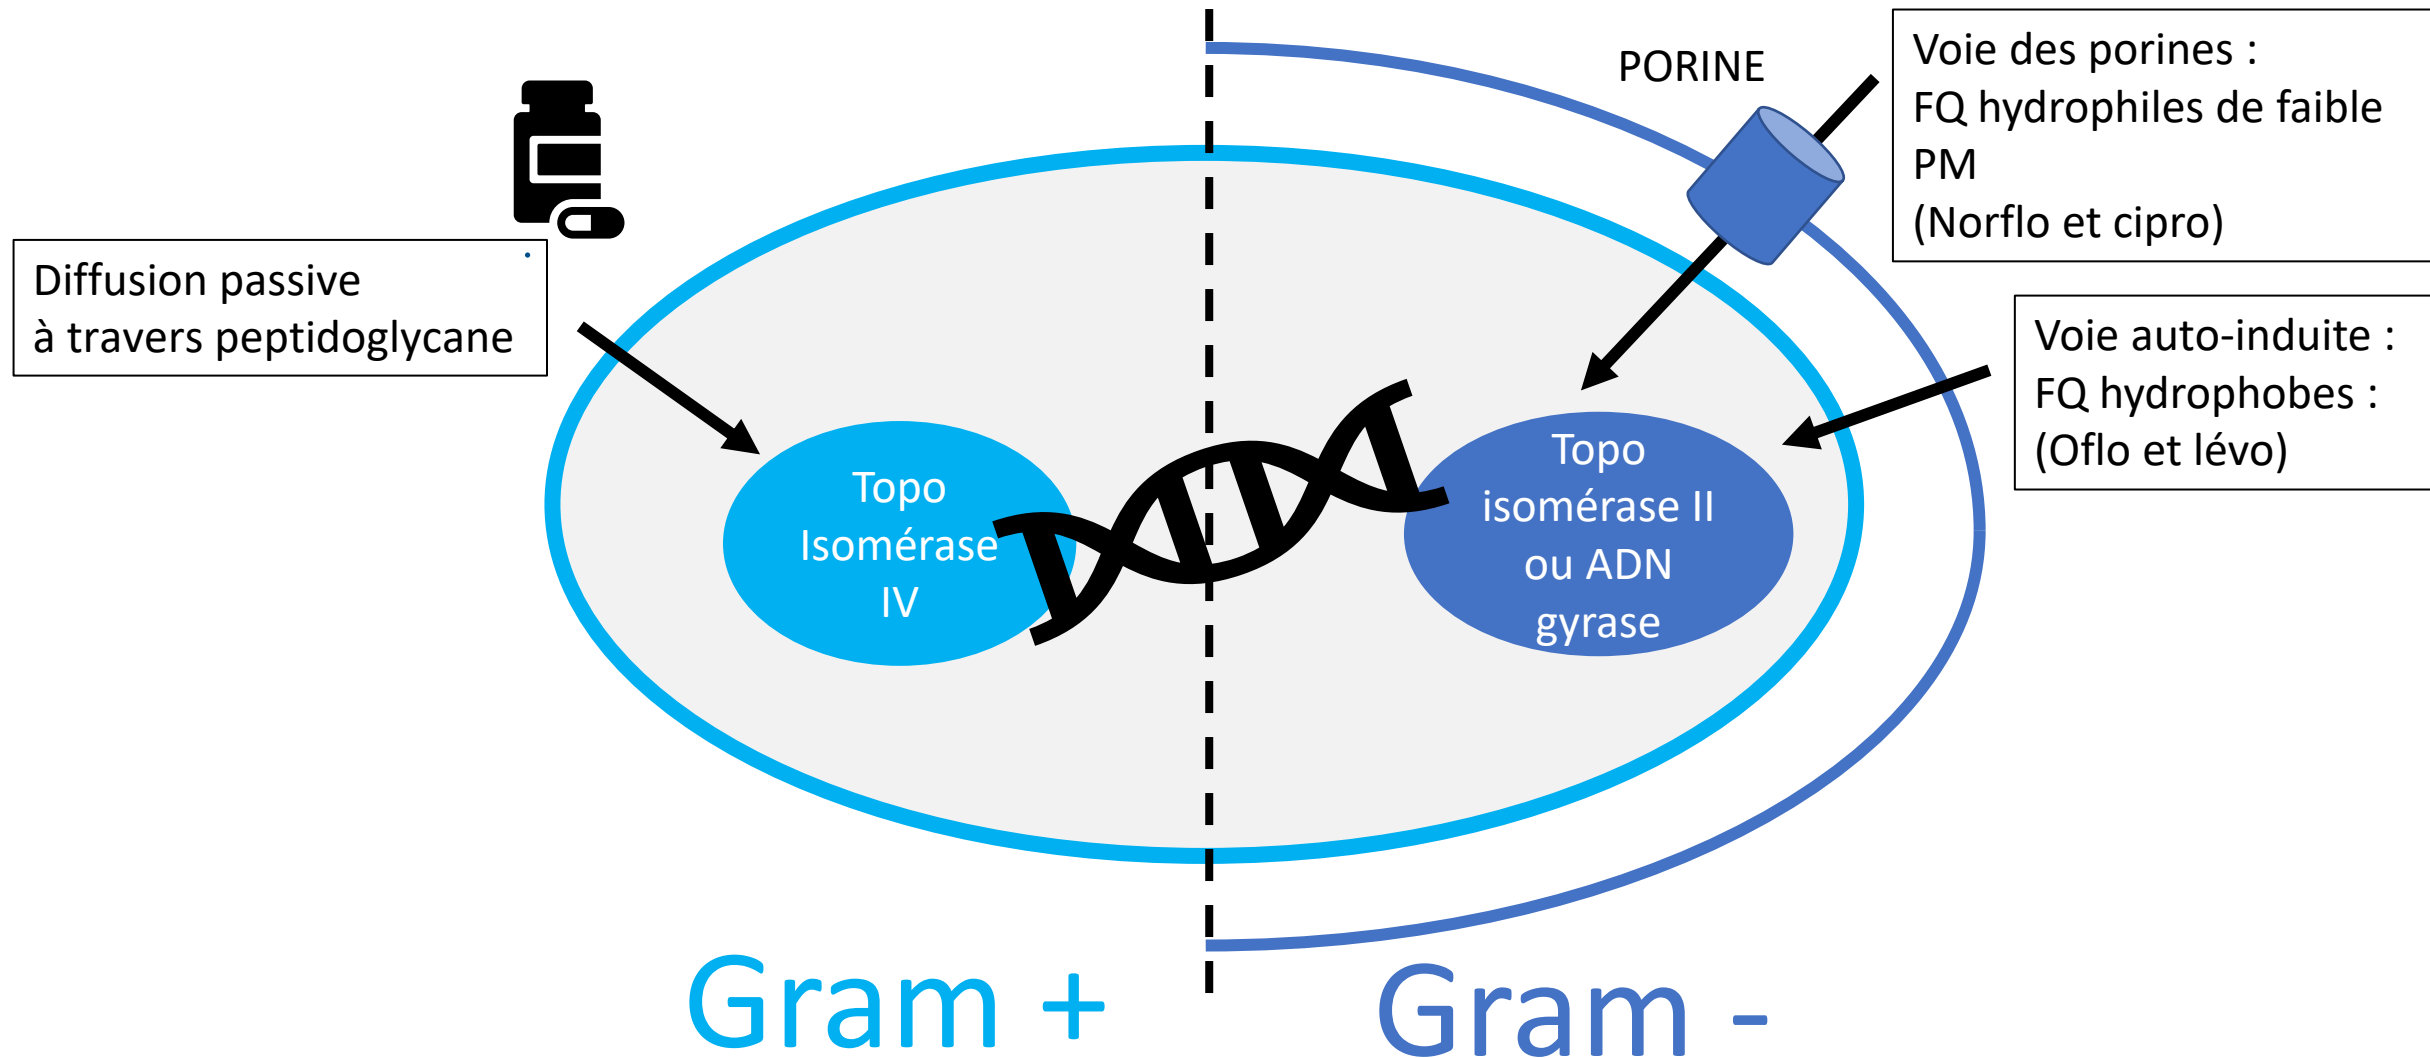 PORINE
Voie des porines :
FQ hydrophiles de faible
PM
(Norflo et cipro)
Diffusion passive
à travers peptidoglycane
Voie auto-induite :
FQ hydrophobes :
(Oflo et lévo)
Topo
Isomérase
IV
Topo
isomérase II
ou ADN
gyrase
Gram +
Gram -